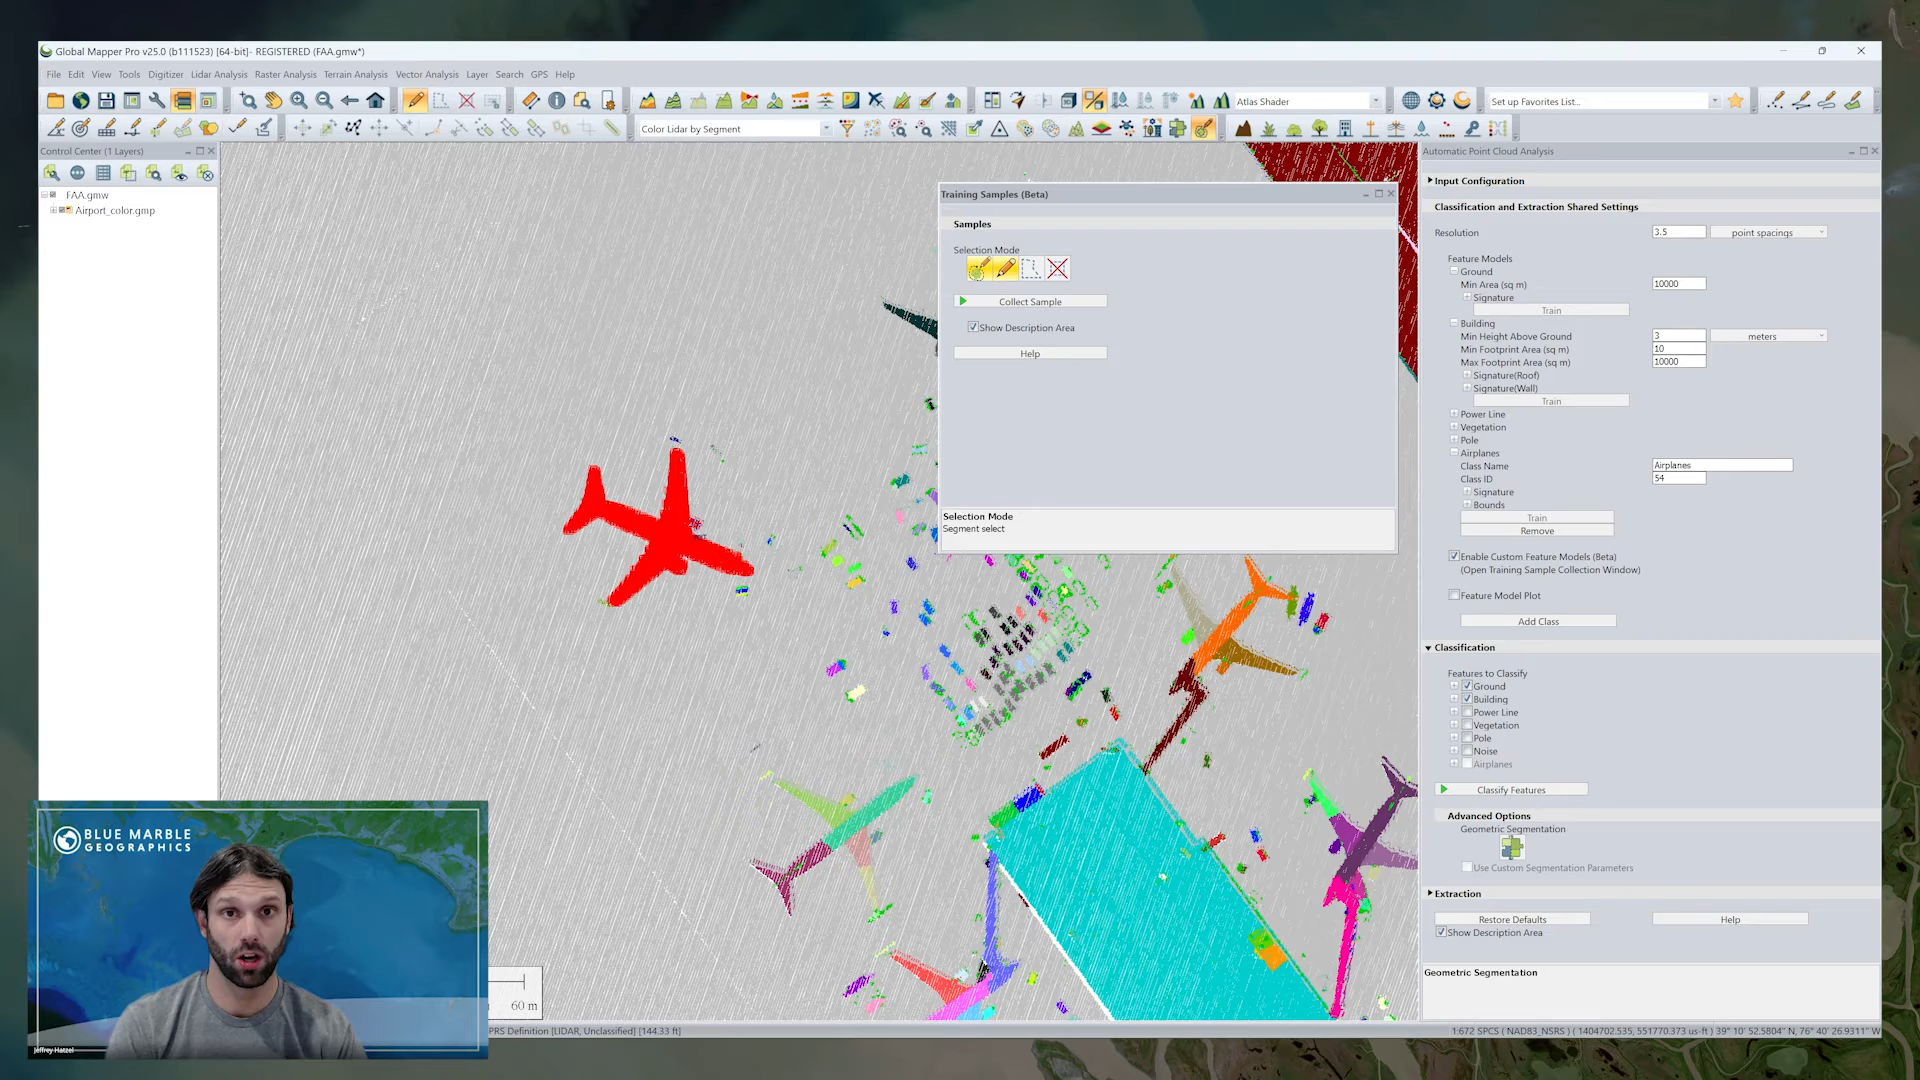 Global Mapper Pro v25.0 (b111523) [64-bit]- REGISTERED (FAA.gmw*)
File Edit View Tools Digitizer Lidar Analysis Raster Analysis Terrain Analysis Vector Analysis Layer Search GPS Help
Atlas Shader
Set up Favorites List...
Color Lidar by Segment
Control Center (1 Layers)
FAA.gmw
Airport_color.gmp
Training Samples (Beta)
Samples
Selection Mode
Collect Sample
Show Description Area
Help
Selection Mode
Segment select
Automatic Point Cloud Analysis
Input Configuration
Classification and Extraction Shared Settings
Resolution 3.5 point spacings
Feature Models
Ground
Min Area (sq m) 10000
Signature
Train
Building
Min Height Above Ground 3 meters
Min Footprint Area (sq m) 10
Max Footprint Area (sq m) 10000
Signature(Roof)
Signature(Wall)
Train
Power Line
Vegetation
Pole
Airplanes
Class Name Airplanes
Class ID 54
Signature
Bounds
Train
Remove
Enable Custom Feature Models (Beta)
(Open Training Sample Collection Window)
Feature Model Plot
Add Class
Classification
Features to Classify
Ground
Building
Power Line
Vegetation
Pole
Noise
Airplanes
Classify Features
Advanced Options
Geometric Segmentation
Use Custom Segmentation Parameters
Extraction
Restore Defaults Help
Show Description Area
Geometric Segmentation
BLUE MARBLE
GEOGRAPHICS
Jeffrey Hatzel
60 m
PRS Definition [LIDAR, Unclassified] [144.33 ft]
1:672 SPCS ( NAD83_NSRS ) ( 1404702.535, 551770.373 us-ft ) 39° 10' 52.5804" N, 76° 40' 26.9311" W